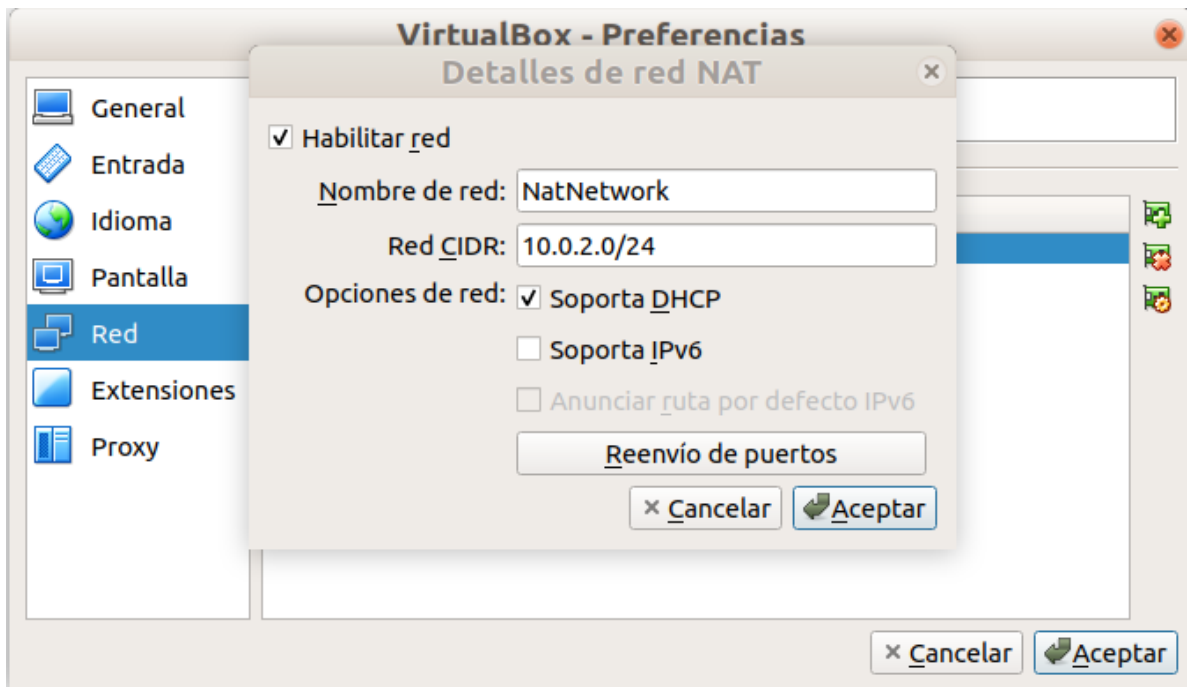 VirtualBox - Preferencias
Detalles de red NAT
General
Entrada
Idioma
Pantalla
Red
Extensiones
Proxy
Habilitar red
Nombre de red: NatNetwork
Red CIDR: 10.0.2.0/24
Opciones de red: Soporta DHCP
Soporta IPv6
Anunciar ruta por defecto IPv6
Reenvío de puertos
Cancelar Aceptar
Cancelar Aceptar